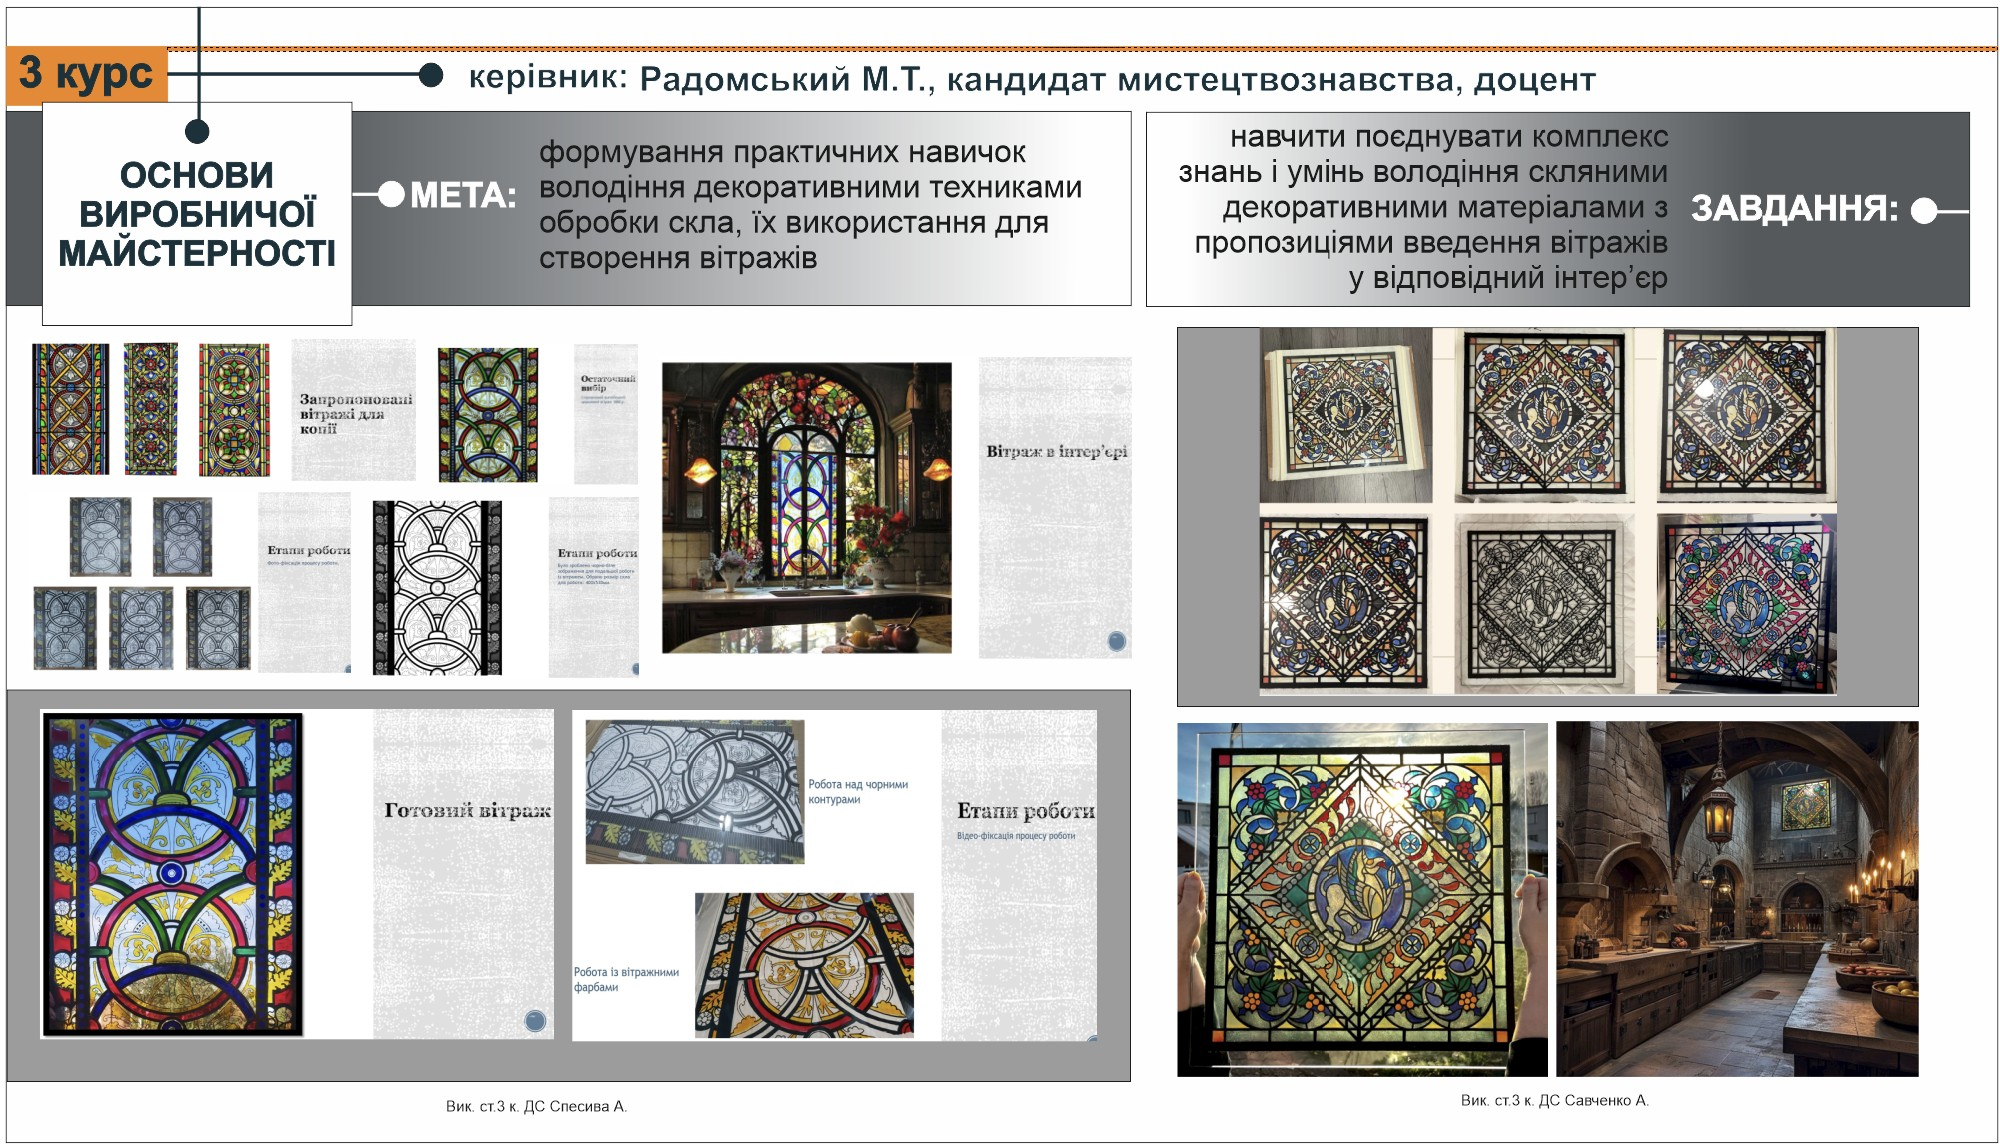 3 курс
керівник: Радомський М.Т., кандидат мистецтвознавства, доцент
ОСНОВИ
ВИРОБНИЧОЇ
МАЙСТЕРНОСТІ
МЕТА:
формування практичних навичок
володіння декоративними техниками
обробки скла, їх використання для
створення вітражів
навчити поєднувати комплекс
знань і умінь володіння скляними
декоративними матеріалами з
пропозиціями введення вітражів
у відповідний інтер’єр
ЗАВДАННЯ:
Запропоновані
вітражі для
копії
Остаточний
вибір
Вітраж в інтер’єрі
Етапи роботи
Фото-фіксація процесу роботи.
Етапи роботи
Готовий вітраж
Робота над чорними
контурами
Етапи роботи
Відео-фіксація процесу роботи
Робота із вітражними
фарбами
Вик. ст.3 к. ДС Спесива А.
Вик. ст.3 к. ДС Савченко А.